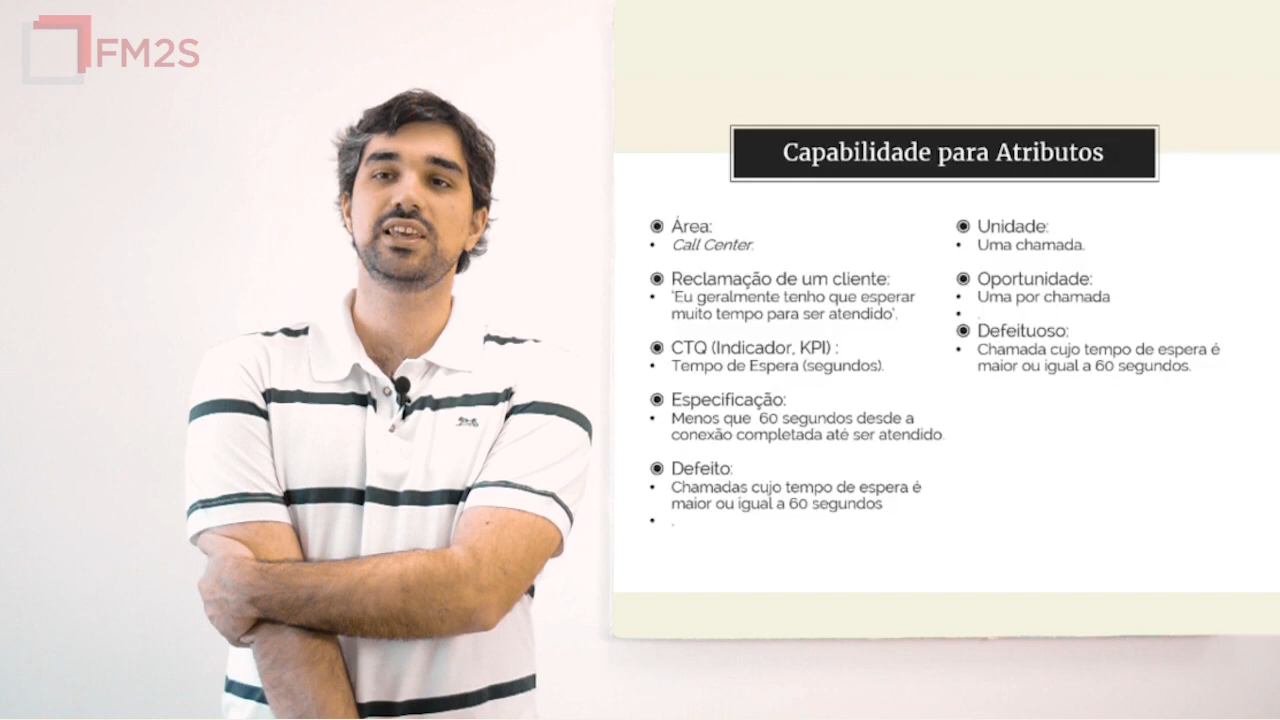 FM2S
Capabilidade para Atributos
Área:
Call Center.
Reclamação de um cliente:
'Eu geralmente tenho que esperar
muito tempo para ser atendido'.
CTQ (Indicador, KPI) :
Tempo de Espera (segundos).
Especificação:
Menos que 60 segundos desde a
conexão completada até ser atendido.
Defeito:
Chamadas cujo tempo de espera é
maior ou igual a 60 segundos
.
Unidade:
Uma chamada.
Oportunidade:
Uma por chamada
.
Defeituoso:
Chamada cujo tempo de espera é
maior ou igual a 60 segundos.